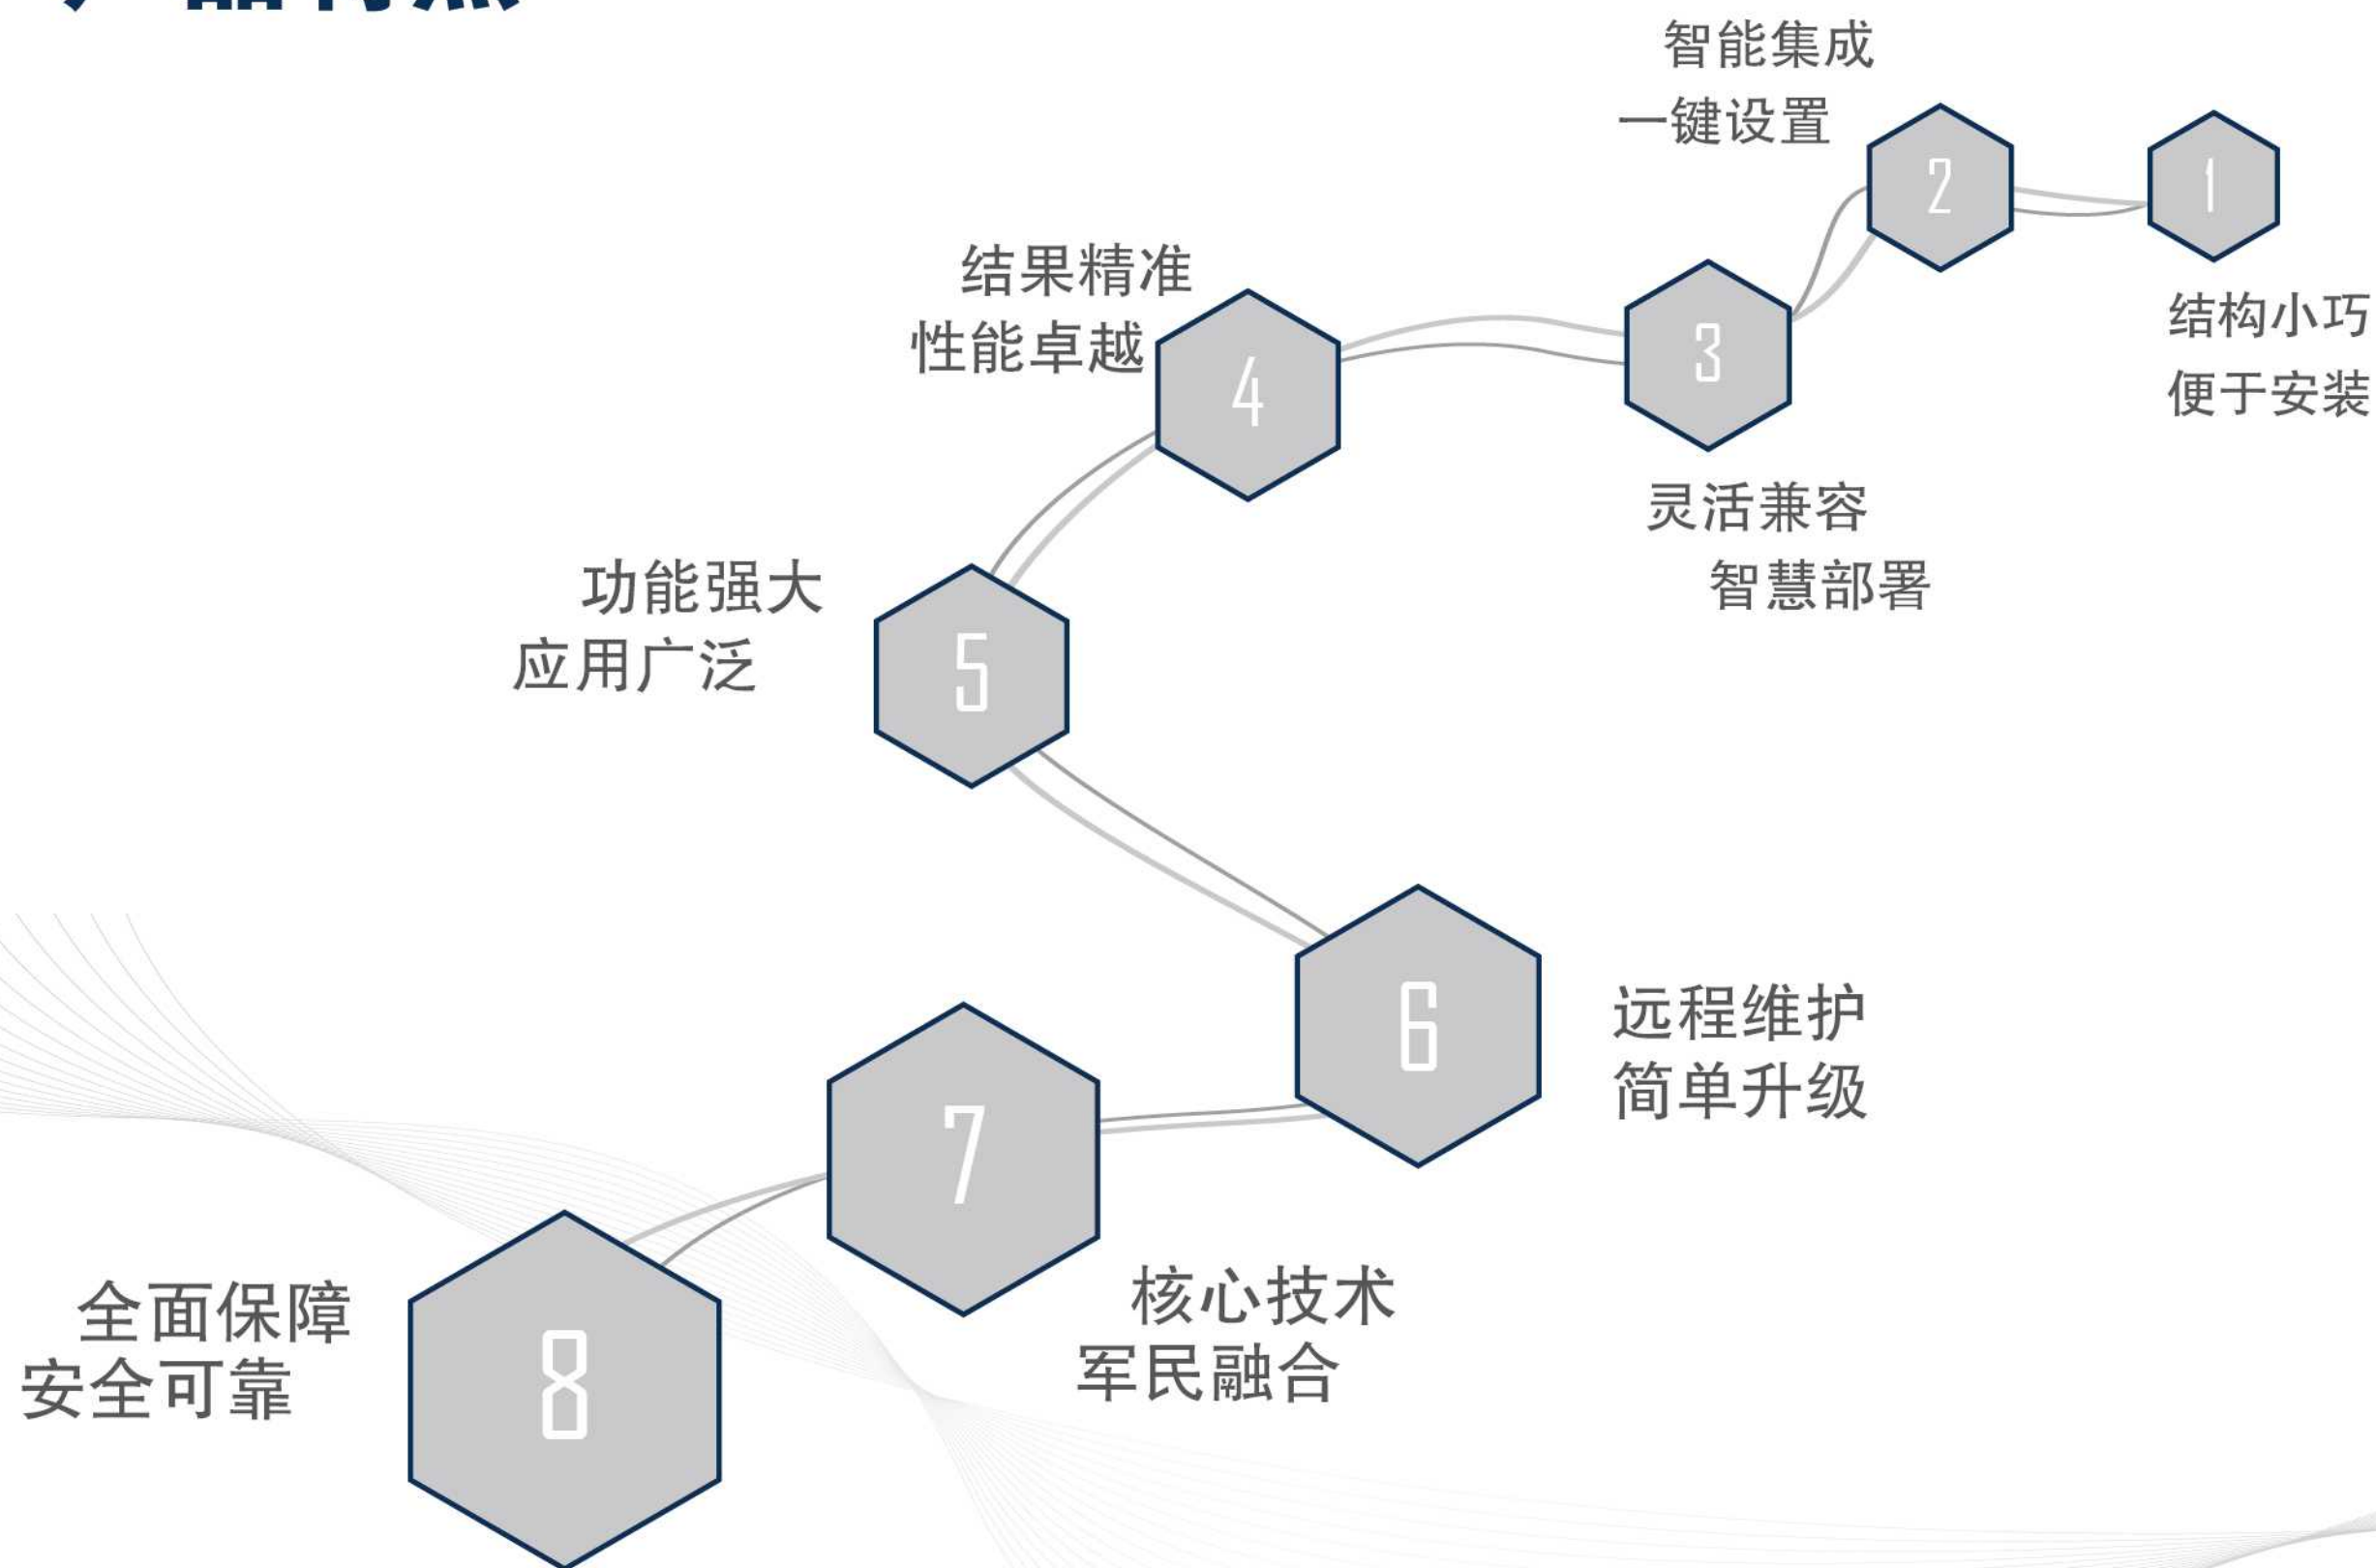 1
结构小巧
便于安装
2
智能集成
一键设置
3
灵活兼容
智慧部署
4
结果精准
性能卓越
5
功能强大
应用广泛
6
远程维护
简单升级
7
核心技术
军民融合
8
全面保障
安全可靠